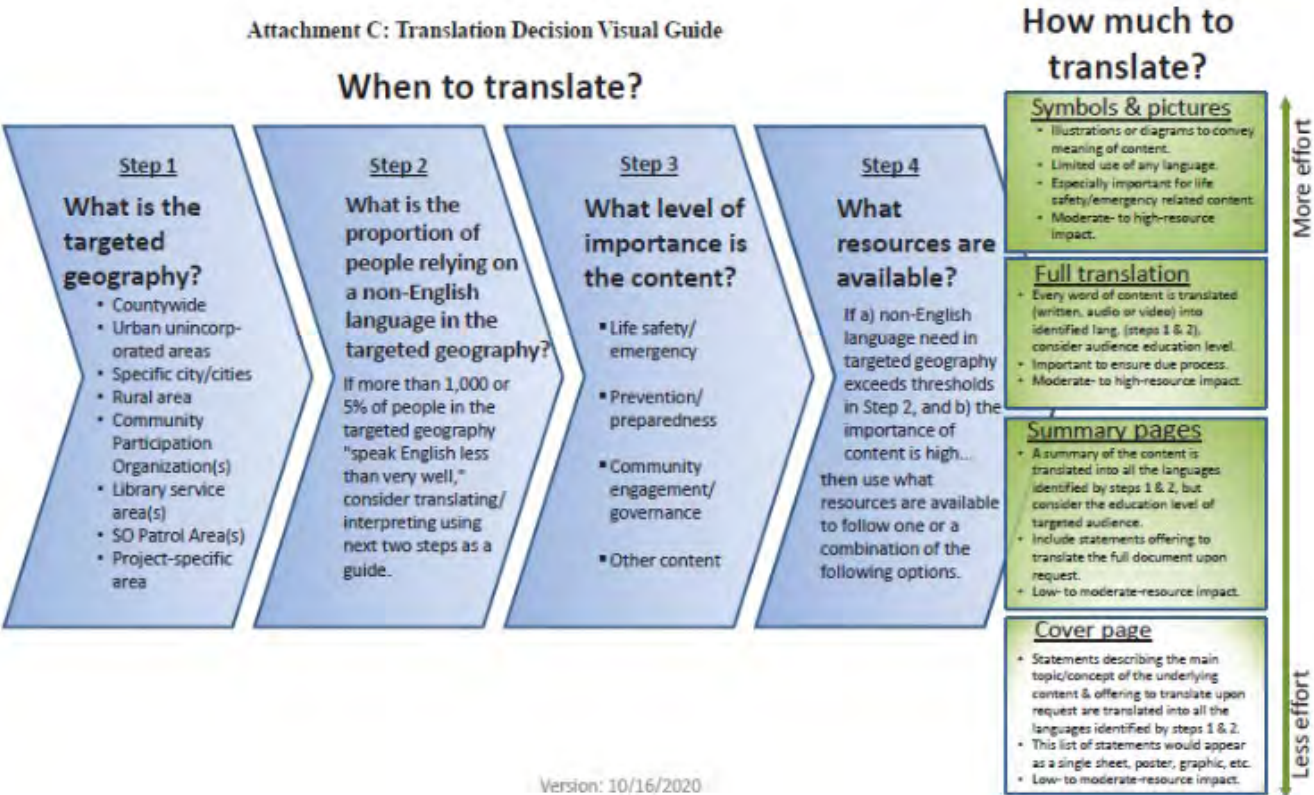 Attachment C: Translation Decision Visual Guide
When to translate?
Step 1
What is the
targeted
geography?
• Countywide
• Urban unincorp-
orated areas
• Specific city/cities
• Rural area
• Community
Participation
Organization(s)
• Library service
area(s)
• SO Patrol Area(s)
• Project-specific
area
Step 2
What is the
proportion of
people relying on
a non-English
language in the
targeted geography?
If more than 1,000 or
5% of people in the
targeted geography
"speak English less
than very well,"
consider translating/
interpreting using
next two steps as a
guide.
Step 3
What level of
importance is
the content?
▪ Life safety/
emergency
▪ Prevention/
preparedness
▪ Community
engagement/
governance
▪ Other content
Step 4
What
resources are
available?
If a) non-English
language need in
targeted geography
exceeds thresholds
in Step 2, and b) the
importance of
content is high...
then use what
resources are available
to follow one or a
combination of the
following options.
How much to
translate?
Symbols & pictures
• Illustrations or diagrams to convey
meaning of content.
• Limited use of any language.
• Especially important for life
safety/emergency related content
• Moderate- to high-resource
impact.
Full translation
• Every word of content is translated
(written, audio or video) into
identified lang. (steps 1 & 2),
consider audience education level.
• Important to ensure due process.
• Moderate- to high-resource impact.
Summary pages
• A summary of the content is
translated into all the languages
identified by steps 1 & 2, but
consider the education level of
targeted audience.
• Include statements offering to
translate the full document upon
request.
• Low- to moderate-resource impact.
Cover page
• Statements describing the main
topic/concept of the underlying
content & offering to translate upon
request are translated into all the
languages identified by steps 1 & 2.
• This list of statements would appear
as a single sheet, poster, graphic, etc.
• Low- to moderate-resource impact.
More effort
Less effort
Version: 10/16/2020